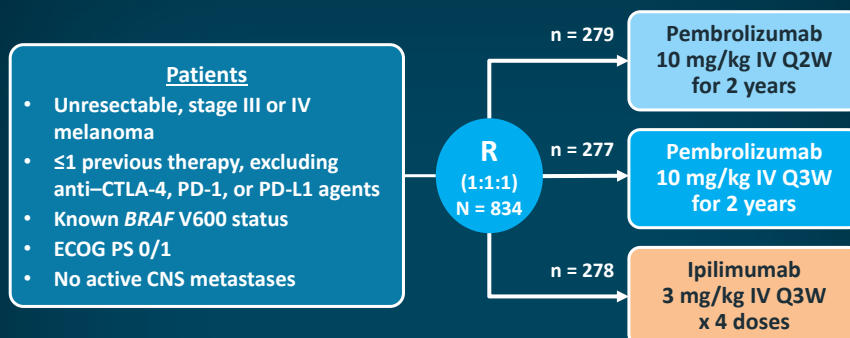 Patients
• Unresectable, stage III or IV
melanoma
• ≤1 previous therapy, excluding
anti–CTLA-4, PD-1, or PD-L1 agents
• Known BRAF V600 status
• ECOG PS 0/1
• No active CNS metastases
R
(1:1:1)
N = 834
n = 279
Pembrolizumab
10 mg/kg IV Q2W
for 2 years
n = 277
Pembrolizumab
10 mg/kg IV Q3W
for 2 years
n = 278
Ipilimumab
3 mg/kg IV Q3W
x 4 doses